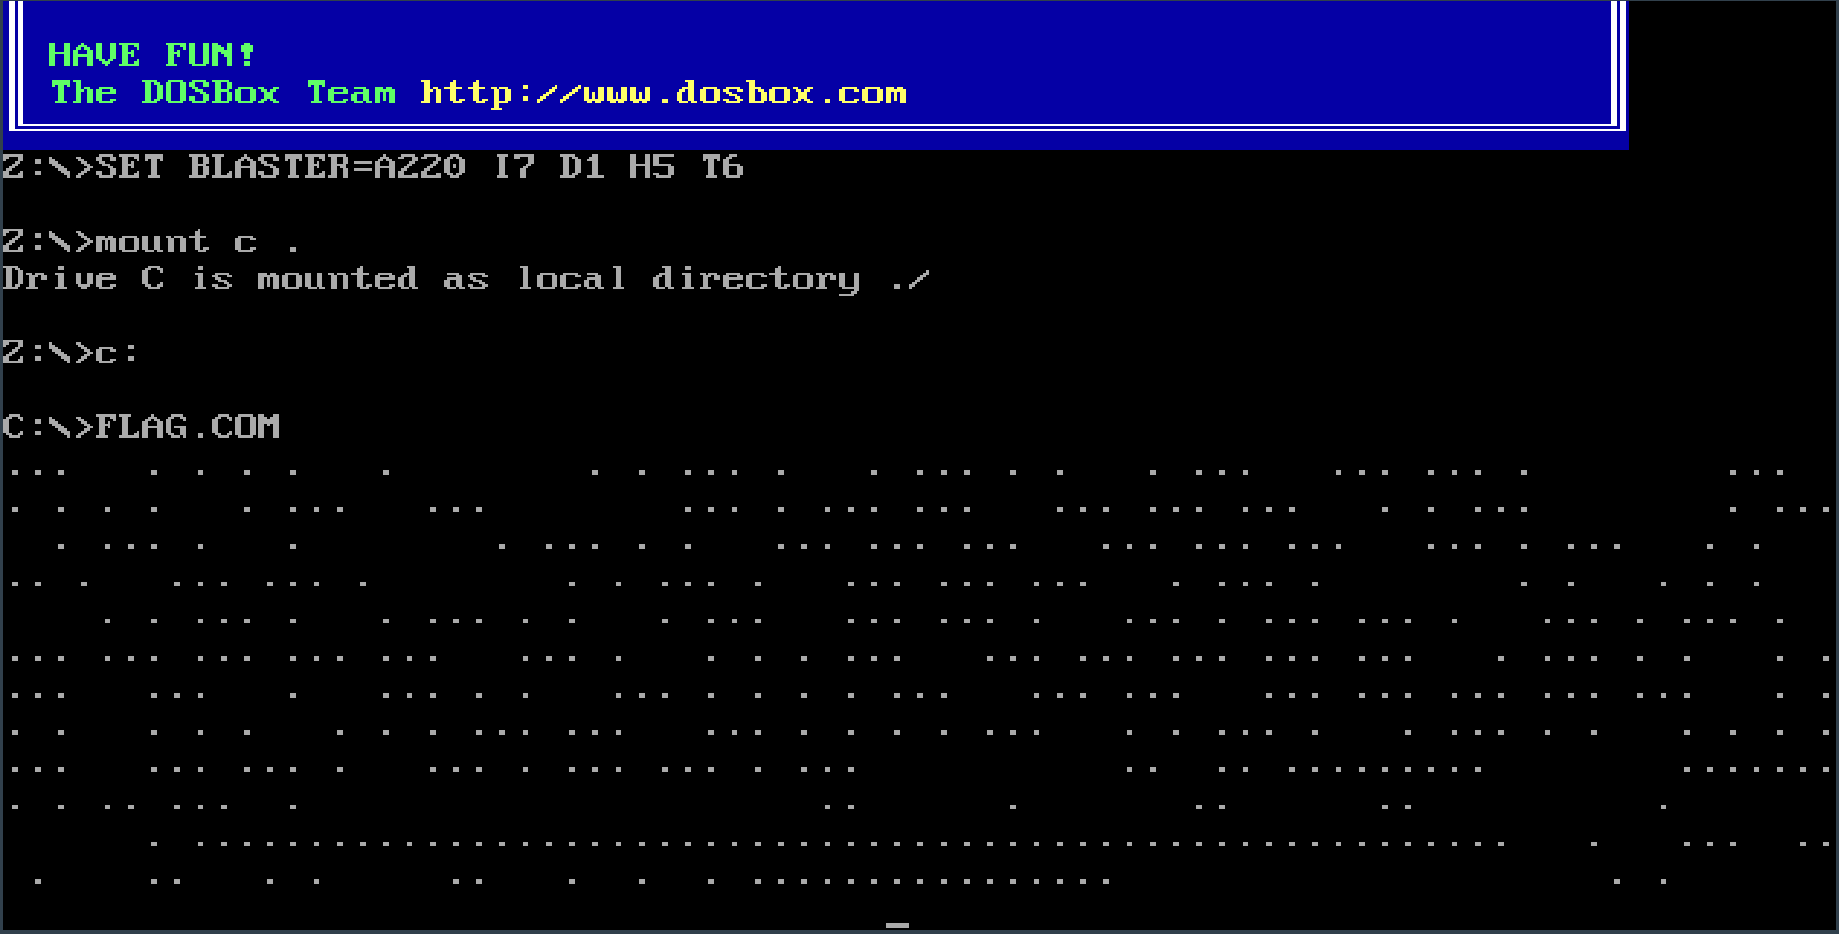 HAVE FUN!
The DOSBox Team http://www.dosbox.com
Z:\>SET BLASTER=A220 I7 D1 H5 T6
Z:\>mount c .
Drive C is mounted as local directory ./
Z:\>c:
C:\>FLAG.COM
...   . . . .   .        . . ... .   . ... . .   . ...   ... ... .        ...
. . . .   . ...   ...        ... . ... ...   ... ... ...   . . ...        . ...
  . ... .   .        . ... . .   ... ... ...   ... ... ...   ... . ...   . .
.. .   ... ... .        . . ... .   ... ... ...   . ... .        . .   . . .
    . . ... .   . ... . .   . ...   ... ... .   ... . ... ... .   ... . ... .
... ... ... ... ...   ... .   . . . ...   ... ... ... ... ...   . ... . .   . .
...   ...   .   ... . .   ... . . . . ...   ... ...   ... ... ... ... ...   . .
. .   . . .   . . . ... ...   ... . . . . ...   . . ... .   . ... . .   . . . .
...   ... ... .   ... . ... ... . ...           ..  .. .........        .......
. . .. ...  .                      ..      .       ..      ..          .
      . .........................................................   .   ...  ..
 .    ..   . .     ..   .  .  . ................                     . .